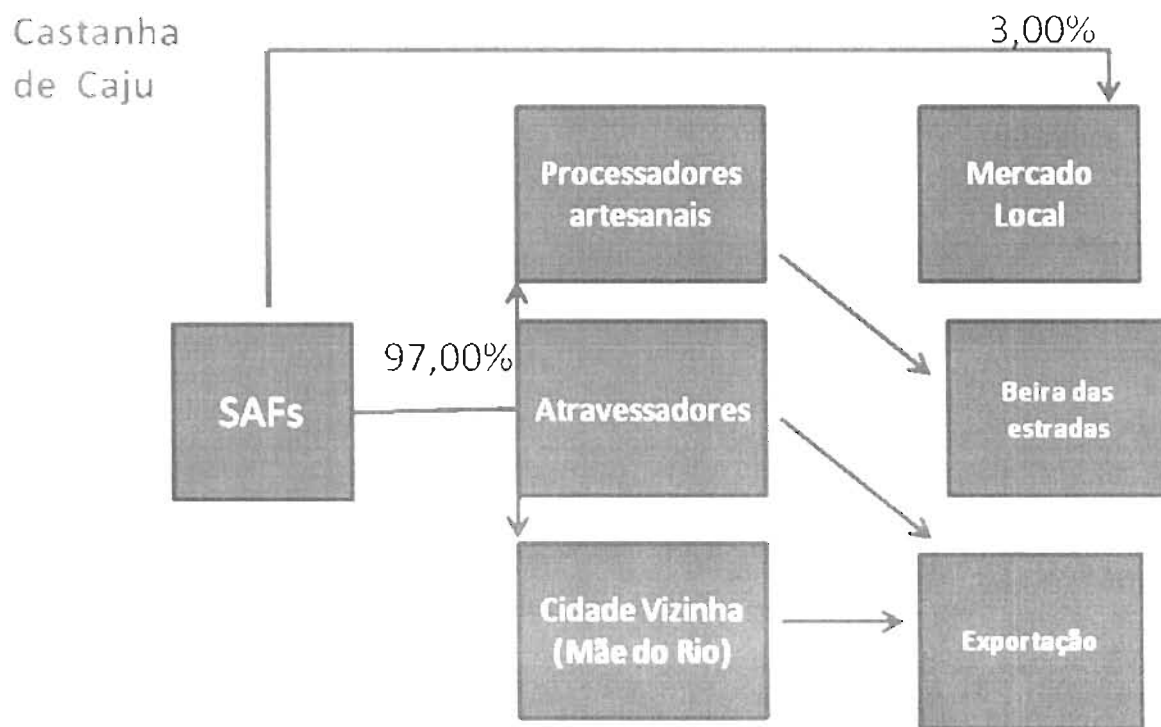 Castanha
de Caju
3,00%
Processadores
artesanais
Mercado
Local
97,00%
SAFs
Atravessadores
Beira das
estradas
Cidade Vizinha
(Mãe do Rio)
Exportação